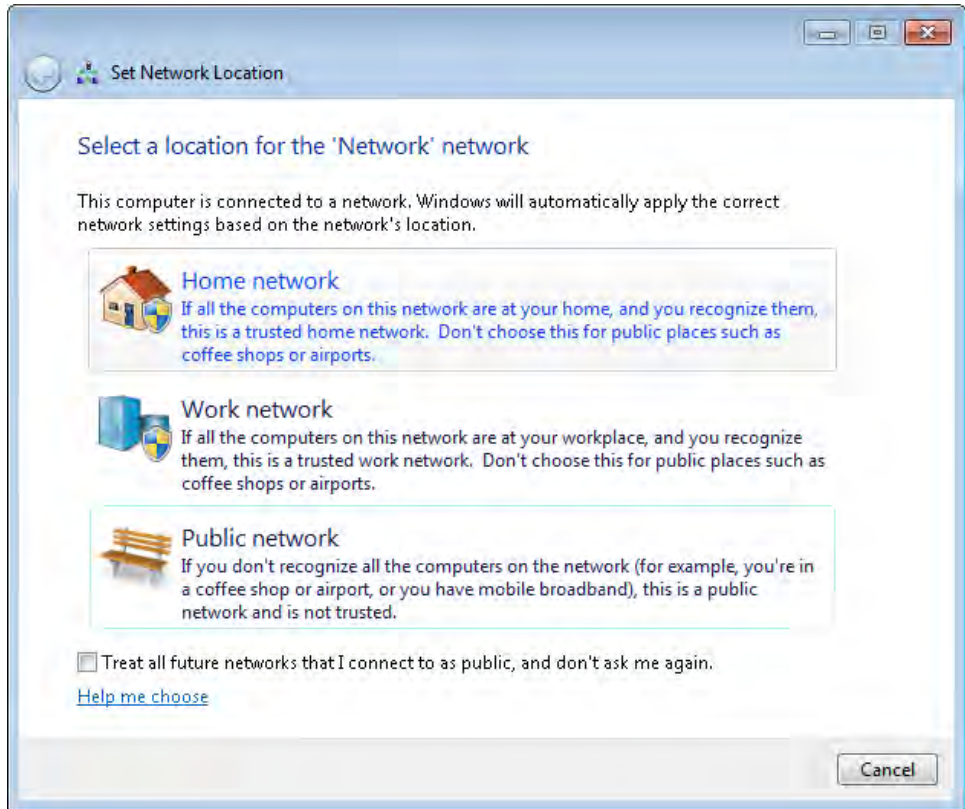 Set Network Location
Select a location for the 'Network' network
This computer is connected to a network. Windows will automatically apply the correct
network settings based on the network's location.
Home network
If all the computers on this network are at your home, and you recognize them,
this is a trusted home network.  Don't choose this for public places such as
coffee shops or airports.
Work network
If all the computers on this network are at your workplace, and you recognize
them, this is a trusted work network.  Don't choose this for public places such as
coffee shops or airports.
Public network
If you don't recognize all the computers on the network (for example, you're in
a coffee shop or airport, or you have mobile broadband), this is a public
network and is not trusted.
Treat all future networks that I connect to as public, and don't ask me again.
Help me choose
Cancel